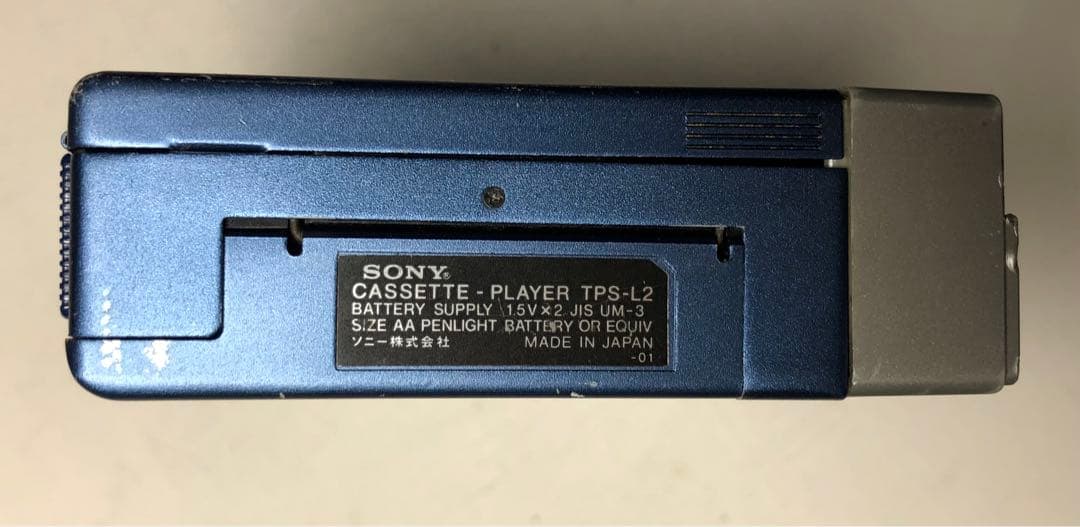 SONY®
CASSETTE - PLAYER TPS-L2
BATTERY SUPPLY 1.5V×2 JIS UM-3
SIZE AA PENLIGHT BATTERY OR EQUIV
ソニー株式会社 MADE IN JAPAN
-01